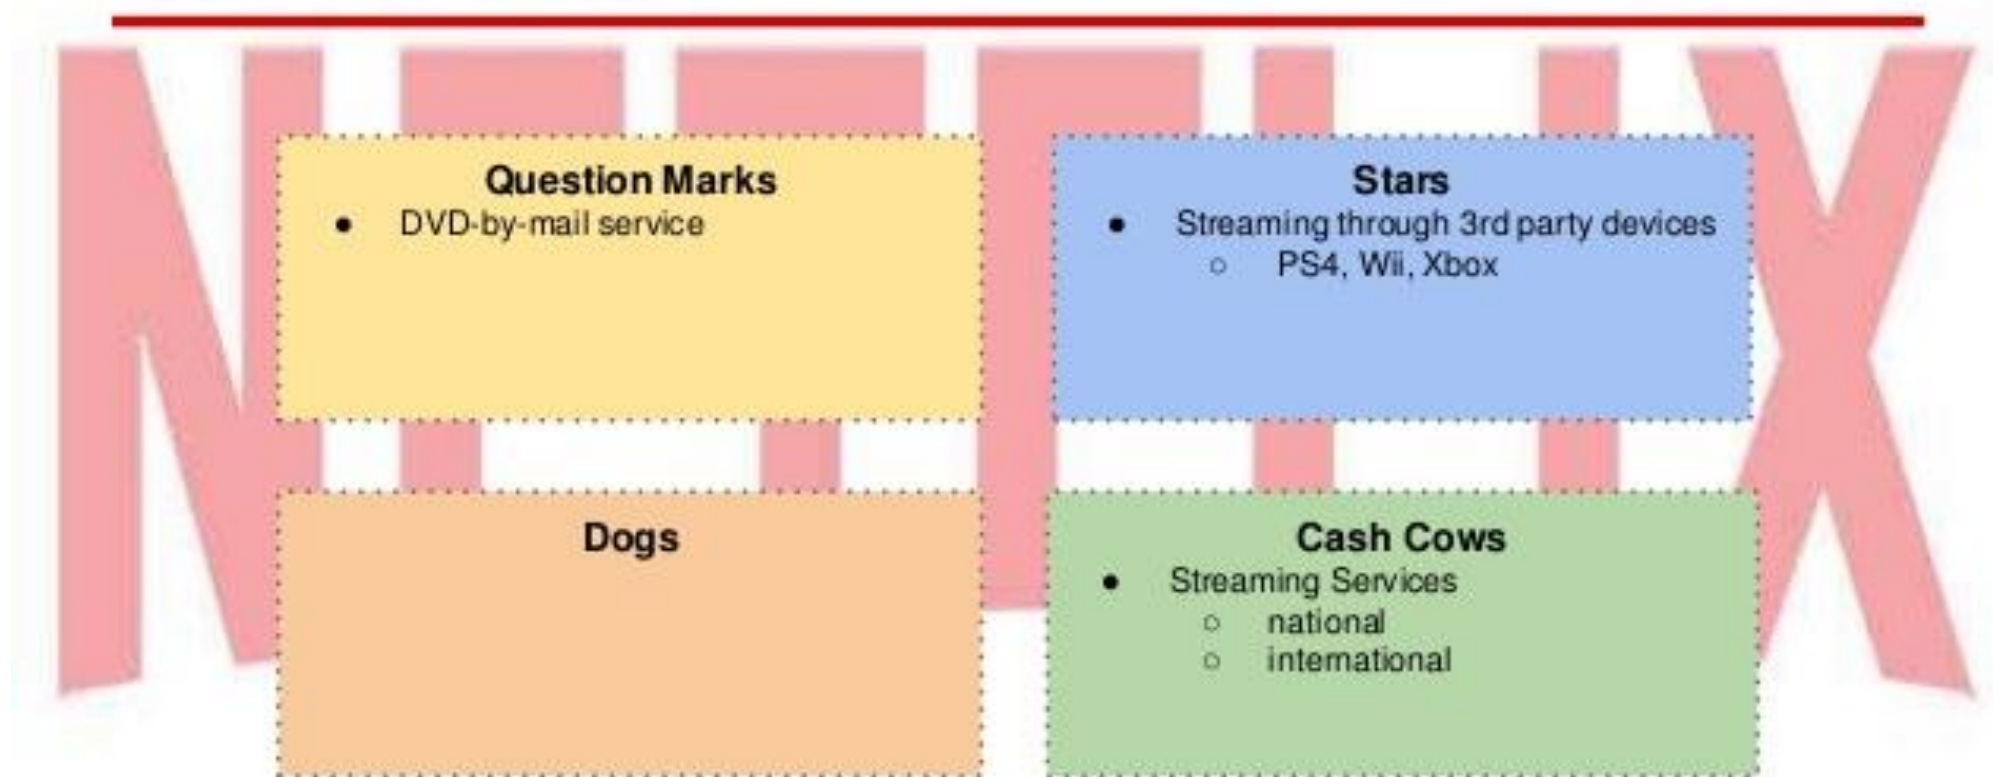 NETFLIX
Question Marks
● DVD-by-mail service
Stars
● Streaming through 3rd party devices
○ PS4, Wii, Xbox
Dogs
Cash Cows
● Streaming Services
○ national
○ international